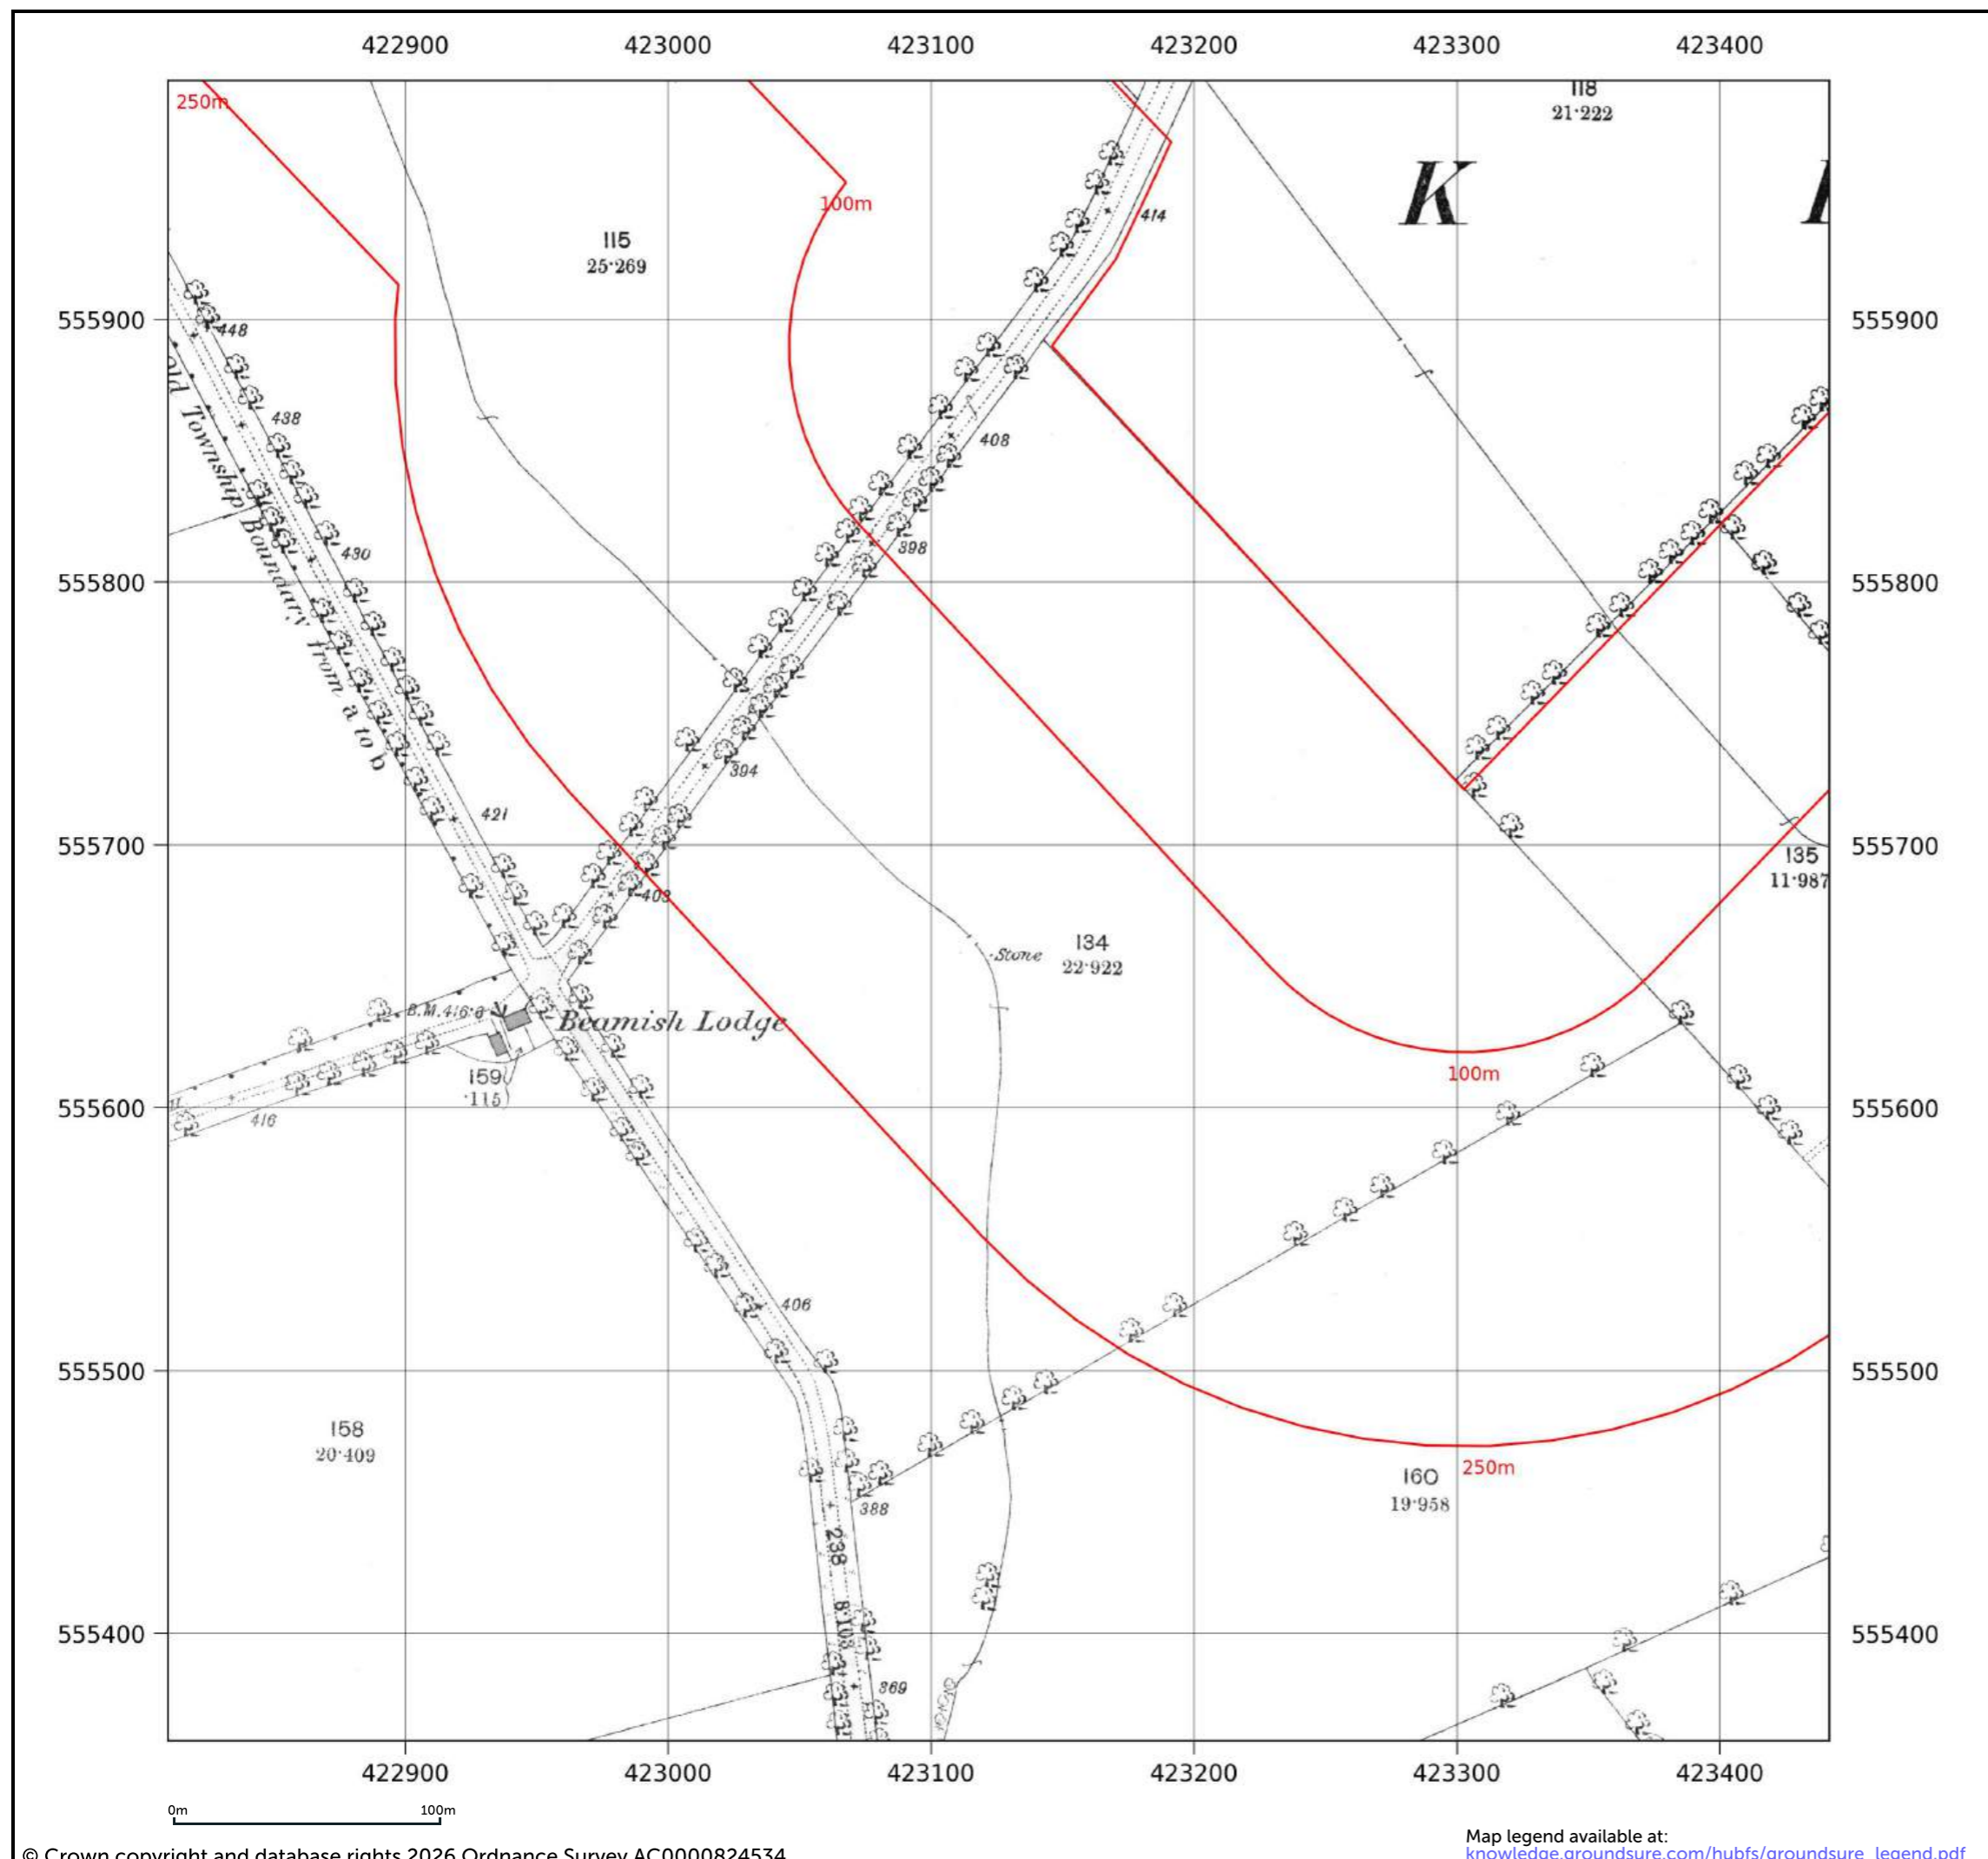 422900 423000 423100 423200 423300 423400
250m
118
21·222
K
100m
414
115
25·269
555900 555900
448
438
408
430
398
Old Township Boundary from a to b
555800 555800
394
421
555700 555700
403
135
11·987
134
22·922
Stone
B.M.416·6
Beamish Lodge
159
·115
100m
416
555600 555600
406
555500 555500
158
20·409
250m
160
19·958
388
238
B.108
555400 555400
369
422900 423000 423100 423200 423300 423400
0m 100m
Map legend available at:
© Crown copyright and database rights 2026 Ordnance Survey AC0000824534
knowledge.groundsure.com/hubfs/groundsure_legend.pdf